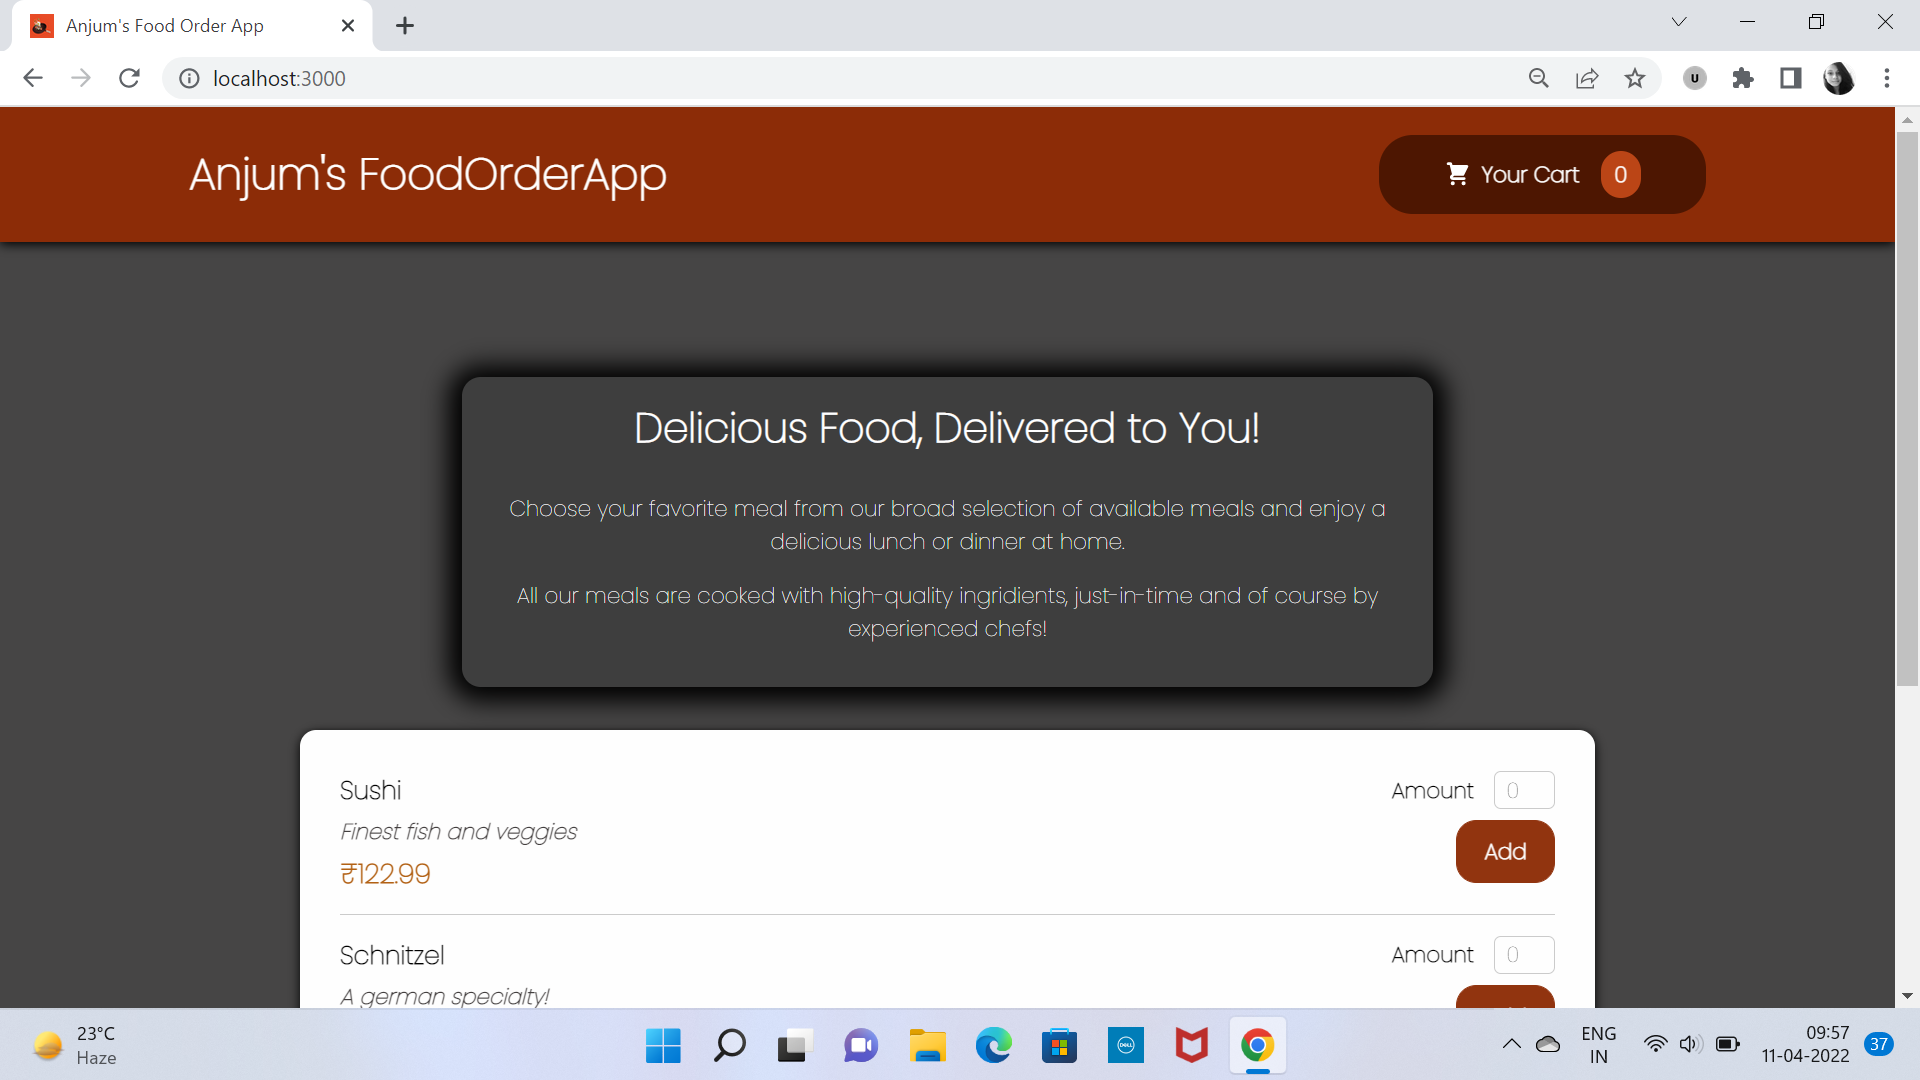 Anjum's Food Order App
localhost:3000
U
Anjum's FoodOrderApp
Your Cart 0
Delicious Food, Delivered to You!
Choose your favorite meal from our broad selection of available meals and enjoy a
delicious lunch or dinner at home.
All our meals are cooked with high-quality ingridients, just-in-time and of course by
experienced chefs!
Sushi
Amount 0
Finest fish and veggies
Add
₹122.99
Schnitzel
Amount 0
A german specialty!
23°C
Haze
DELL
ENG
IN
09:57
11-04-2022
37